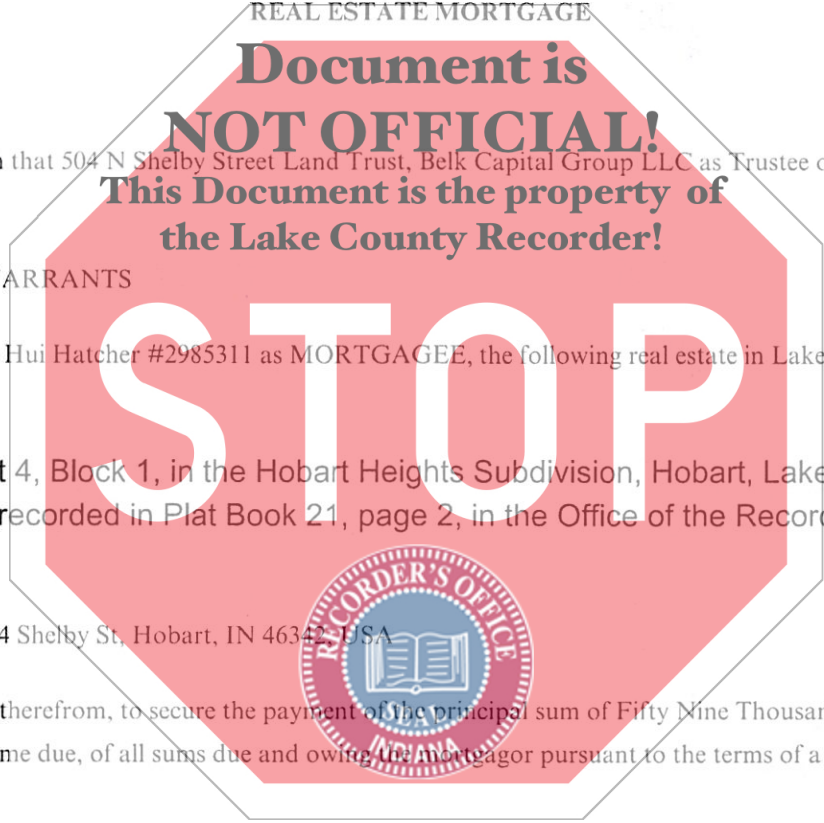 REAL ESTATE MORTGAGE
Document is
NOT OFFICIAL!
that 504 N Shelby Street Land Trust, Belk Capital Group LLC as Trustee
This Document is the property of
the Lake County Recorder!
ARRANTS
STOP
Hui Hatcher #2985311 as MORTGAGEE, the following real estate in Lake
t 4, Block 1, in the Hobart Heights Subdivision, Hobart, Lake
recorded in Plat Book 21, page 2, in the Office of the Recor
RECORDER'S OFFICE
4 Shelby St, Hobart, IN 46342, USA
therefrom, to secure the payment of the principal sum of Fifty Nine Thousan
SEAL
INDIANA
me due, of all sums due and owing the mortgagor pursuant to the terms of a